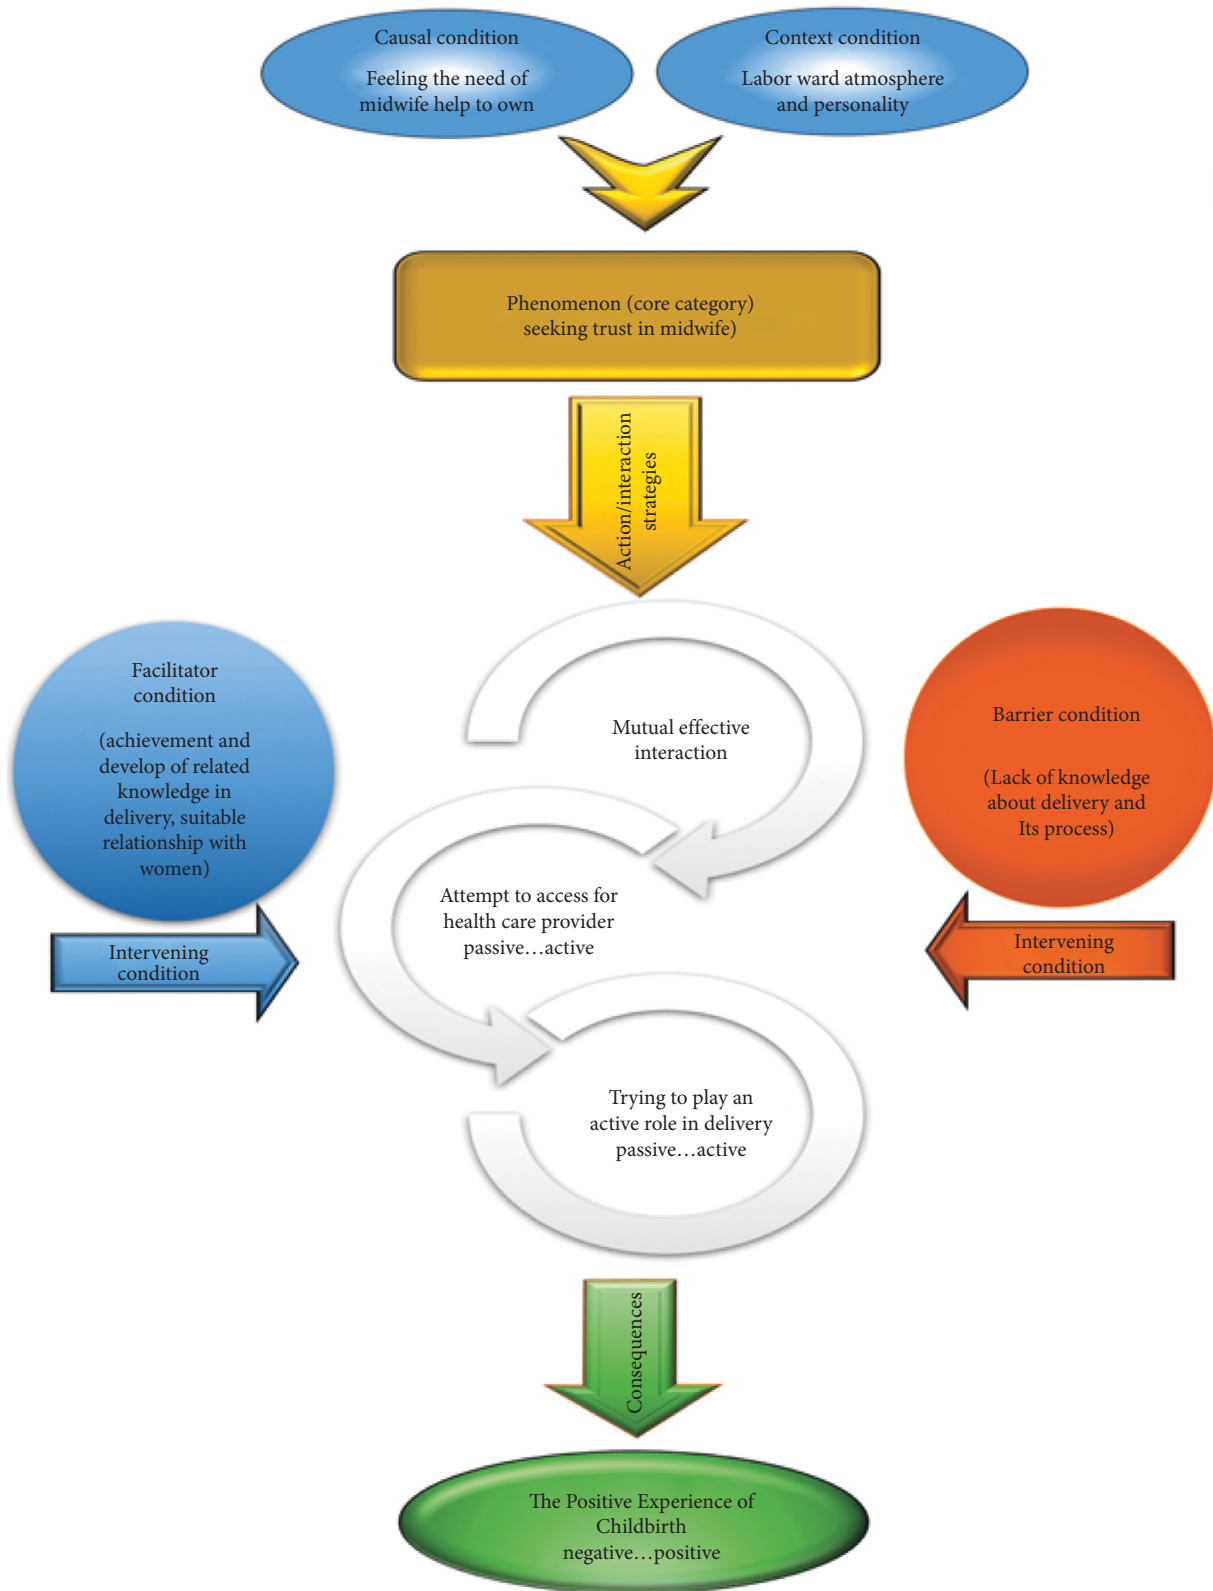 Causal condition
Feeling the need of
midwife help to own
Context condition
Labor ward atmosphere
and personality
Phenomenon (core category)
seeking trust in midwife)
Action/interaction
strategies
Mutual effective
interaction
Facilitator
condition
(achievement and
develop of related
knowledge in
delivery, suitable
relationship with
women)
Intervening
condition
Barrier condition
(Lack of knowledge
about delivery and
Its process)
Intervening
condition
Attempt to access for
health care provider
passive…active
Trying to play an
active role in delivery
passive…active
Consequences
The Positive Experience of
Childbirth
negative…positive